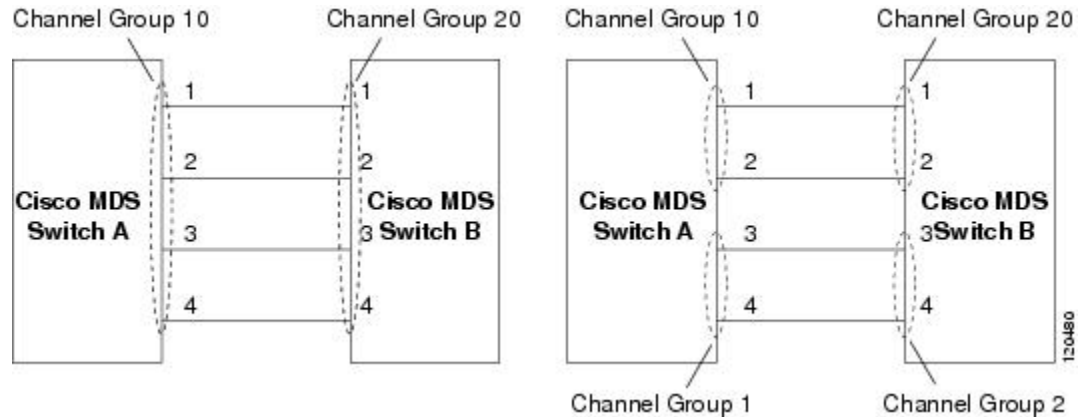 Channel Group 10
Channel Group 20
1
1
2
2
Cisco MDS
Switch A
Cisco MDS
Switch B
3
3
4
4
Channel Group 10
Channel Group 20
1
1
2
2
Cisco MDS
Switch A
Cisco MDS
Switch B
3
3
4
4
Channel Group 1
Channel Group 2
120480